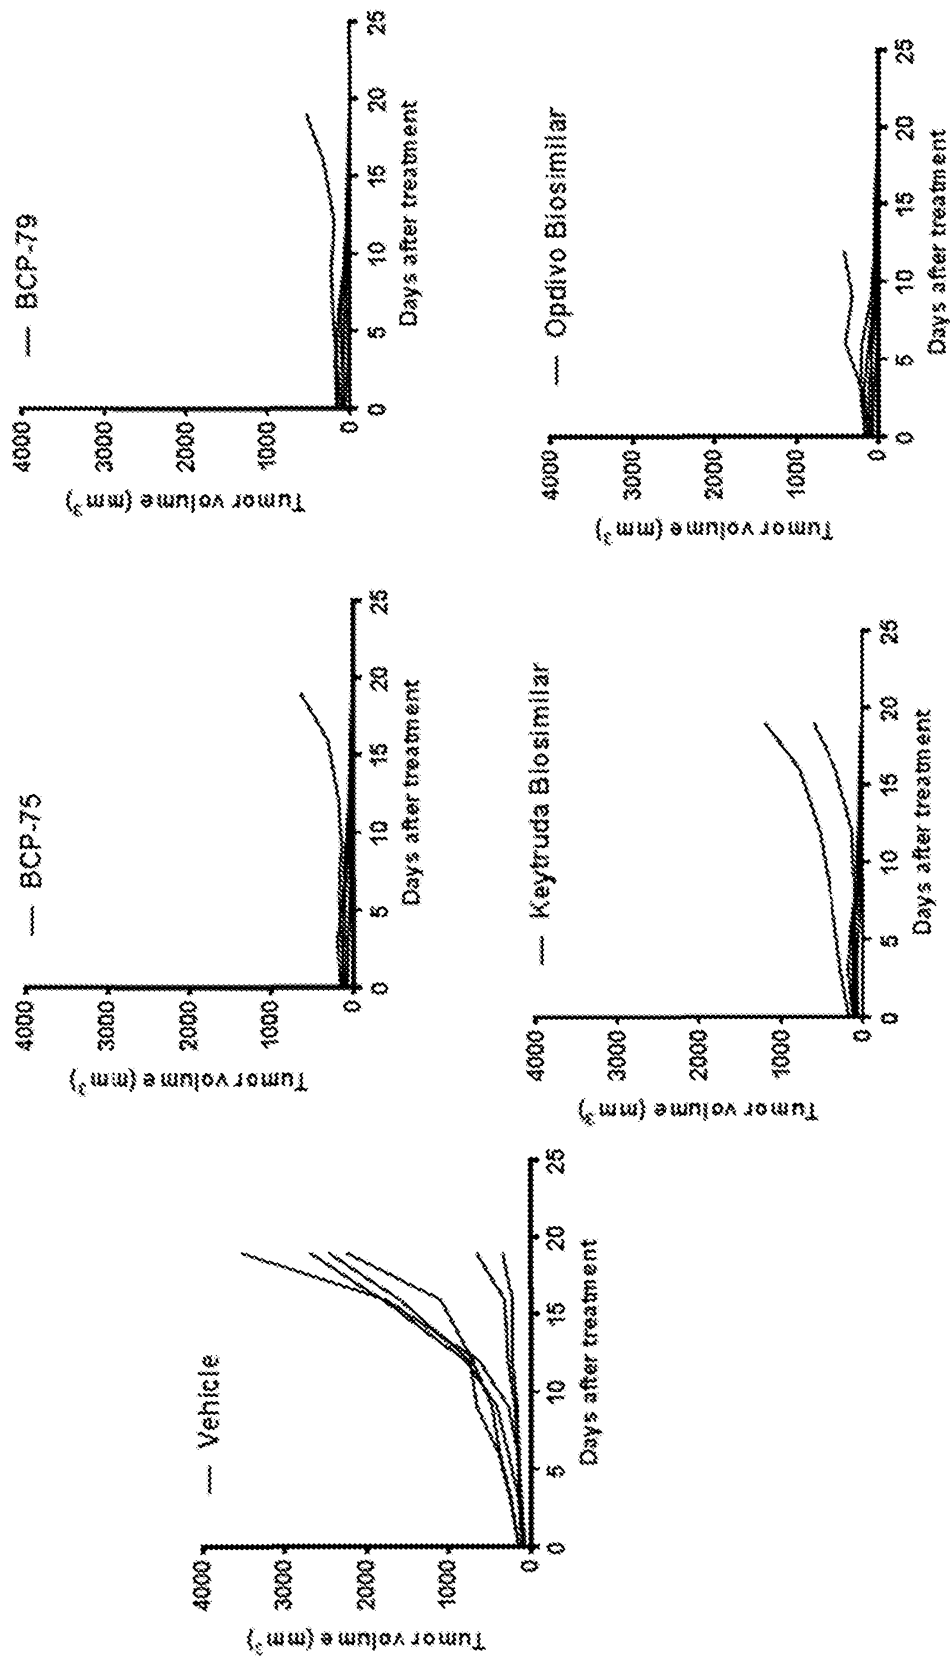 Vehicle
Tumor volume (mm³)
4000
3000
2000
1000
0
0 5 10 15 20 25
Days after treatment
BCP-75
Tumor volume (mm³)
4000
3000
2000
1000
0
0 5 10 15 20 25
Days after treatment
BCP-79
Tumor volume (mm³)
4000
3000
2000
1000
0
0 5 10 15 20 25
Days after treatment
Keytruda Biosimilar
Tumor volume (mm³)
4000
3000
2000
1000
0
0 5 10 15 20 25
Days after treatment
Opdivo Biosimilar
Tumor volume (mm³)
4000
3000
2000
1000
0
0 5 10 15 20 25
Days after treatment